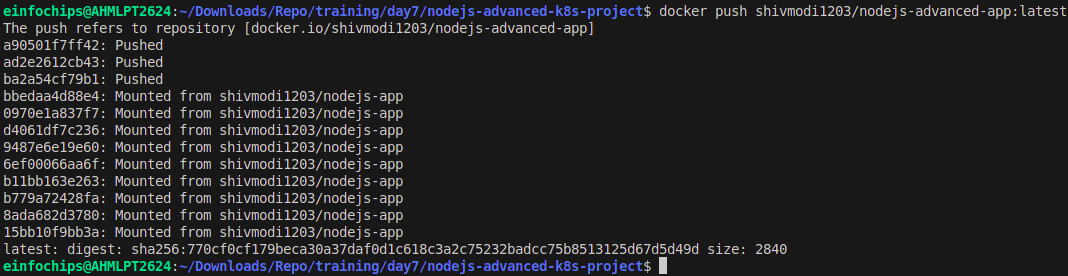 einfochips@AHMLPT2624:~/Downloads/Repo/training/day7/nodejs-advanced-k8s-project$ docker push shivmodi1203/nodejs-advanced-app:latest
The push refers to repository [docker.io/shivmodi1203/nodejs-advanced-app]
a90501f7ff42: Pushed
ad2e2612cb43: Pushed
ba2a54cf79b1: Pushed
bbedaa4d88e4: Mounted from shivmodi1203/nodejs-app
0970e1a837f7: Mounted from shivmodi1203/nodejs-app
d4061df7c236: Mounted from shivmodi1203/nodejs-app
9487e6e19e60: Mounted from shivmodi1203/nodejs-app
6ef00066aa6f: Mounted from shivmodi1203/nodejs-app
b11bb163e263: Mounted from shivmodi1203/nodejs-app
b779a72428fa: Mounted from shivmodi1203/nodejs-app
8ada682d3780: Mounted from shivmodi1203/nodejs-app
15bb10f9bb3a: Mounted from shivmodi1203/nodejs-app
latest: digest: sha256:770cf0cf179beca30a37daf0d1c618c3a2c75232badcc75b8513125d67d5d49d size: 2840
einfochips@AHMLPT2624:~/Downloads/Repo/training/day7/nodejs-advanced-k8s-project$